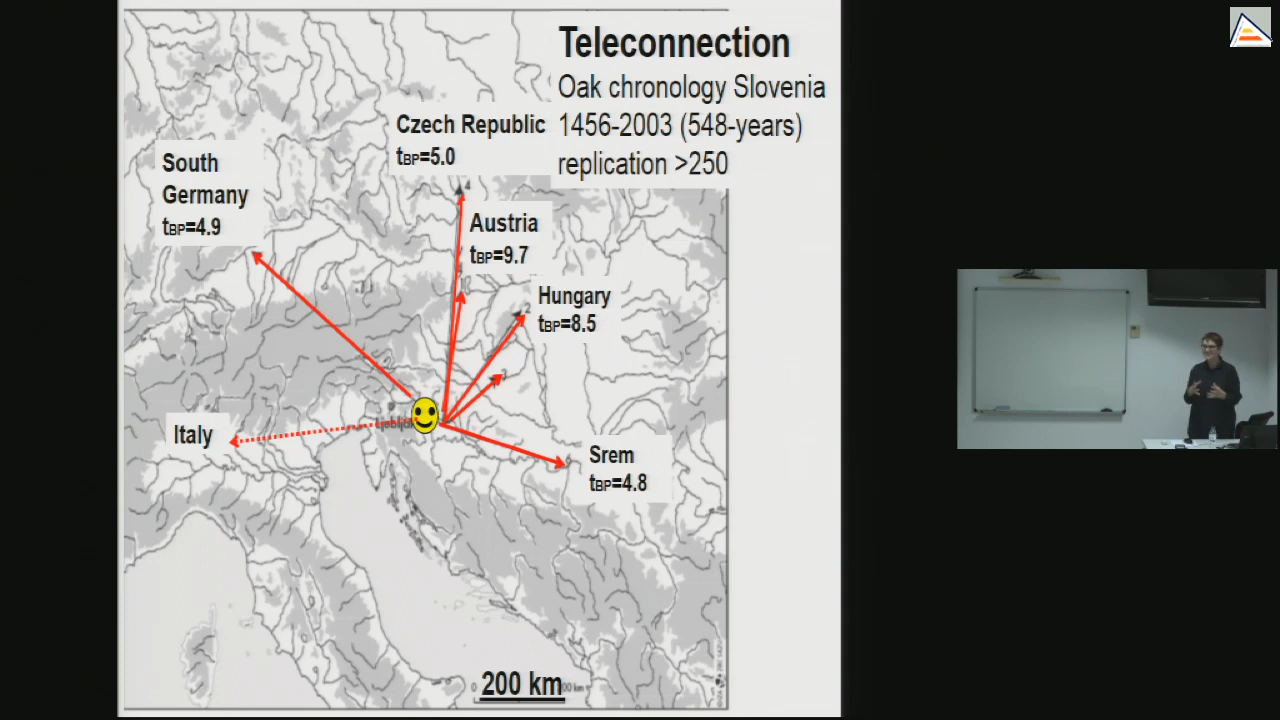 Teleconnection
Oak chronology Slovenia
1456-2003 (548-years)
replication >250
Czech Republic
tBP=5.0
South
Germany
tBP=4.9
Austria
tBP=9.7
Hungary
tBP=8.5
Italy
Srem
tBP=4.8
200 km